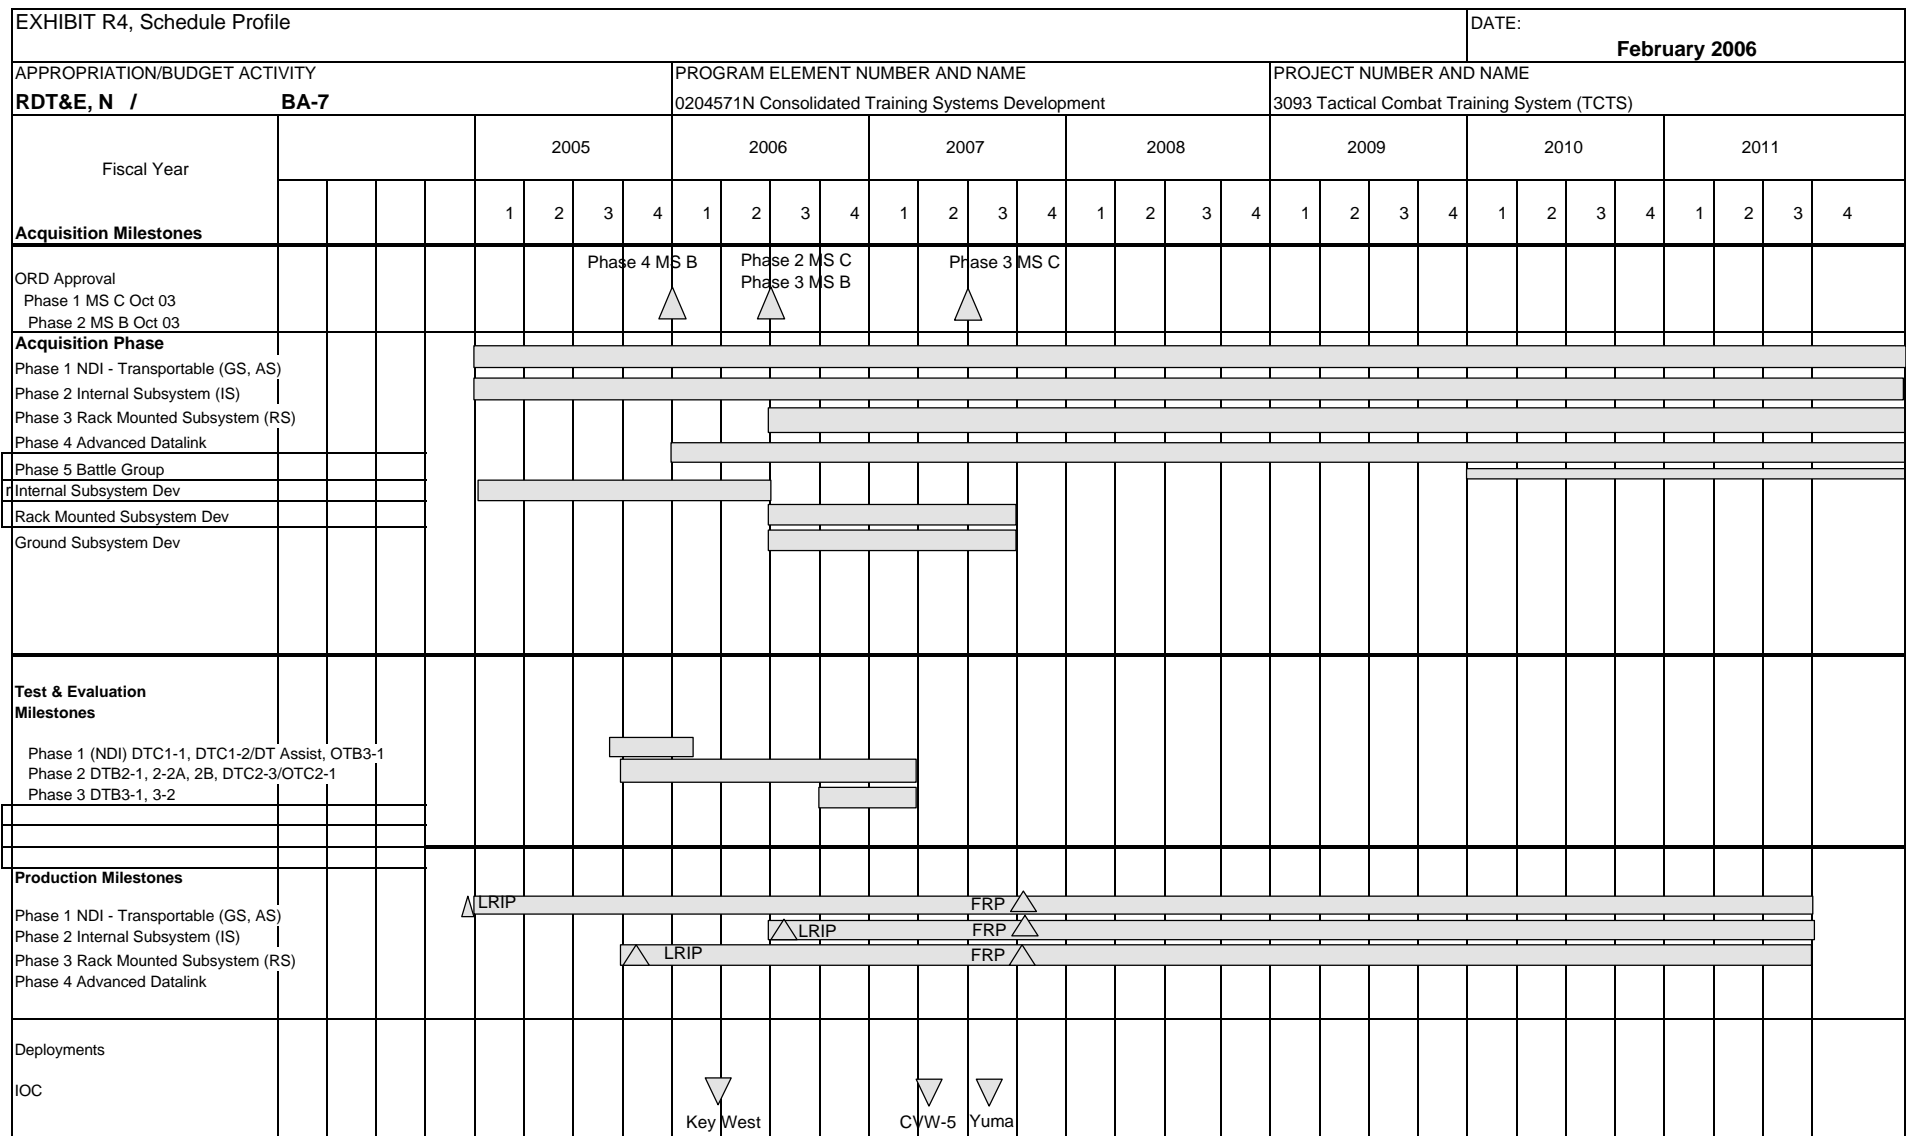 EXHIBIT R4, Schedule Profile
DATE:
February 2006
APPROPRIATION/BUDGET ACTIVITY
PROGRAM ELEMENT NUMBER AND NAME
PROJECT NUMBER AND NAME
RDT&E, N / BA-7
0204571N Consolidated Training Systems Development
3093 Tactical Combat Training System (TCTS)
Fiscal Year
2005 2006 2007 2008 2009 2010 2011
1 2 3 4 1 2 3 4 1 2 3 4 1 2 3 4 1 2 3 4 1 2 3 4 1 2 3 4
Acquisition Milestones
Phase 4 MS B
Phase 2 MS C
Phase 3 MS B
Phase 3 MS C
ORD Approval
Phase 1 MS C Oct 03
Phase 2 MS B Oct 03
Acquisition Phase
Phase 1 NDI - Transportable (GS, AS)
Phase 2 Internal Subsystem (IS)
Phase 3 Rack Mounted Subsystem (RS)
Phase 4 Advanced Datalink
Phase 5 Battle Group
Internal Subsystem Dev
Rack Mounted Subsystem Dev
Ground Subsystem Dev
Test & Evaluation
Milestones
Phase 1 (NDI) DTC1-1, DTC1-2/DT Assist, OTB3-1
Phase 2 DTB2-1, 2-2A, 2B, DTC2-3/OTC2-1
Phase 3 DTB3-1, 3-2
Production Milestones
Phase 1 NDI - Transportable (GS, AS) LRIP FRP
Phase 2 Internal Subsystem (IS) LRIP FRP
Phase 3 Rack Mounted Subsystem (RS) LRIP FRP
Phase 4 Advanced Datalink
Deployments
IOC
Key West CVW-5 Yuma